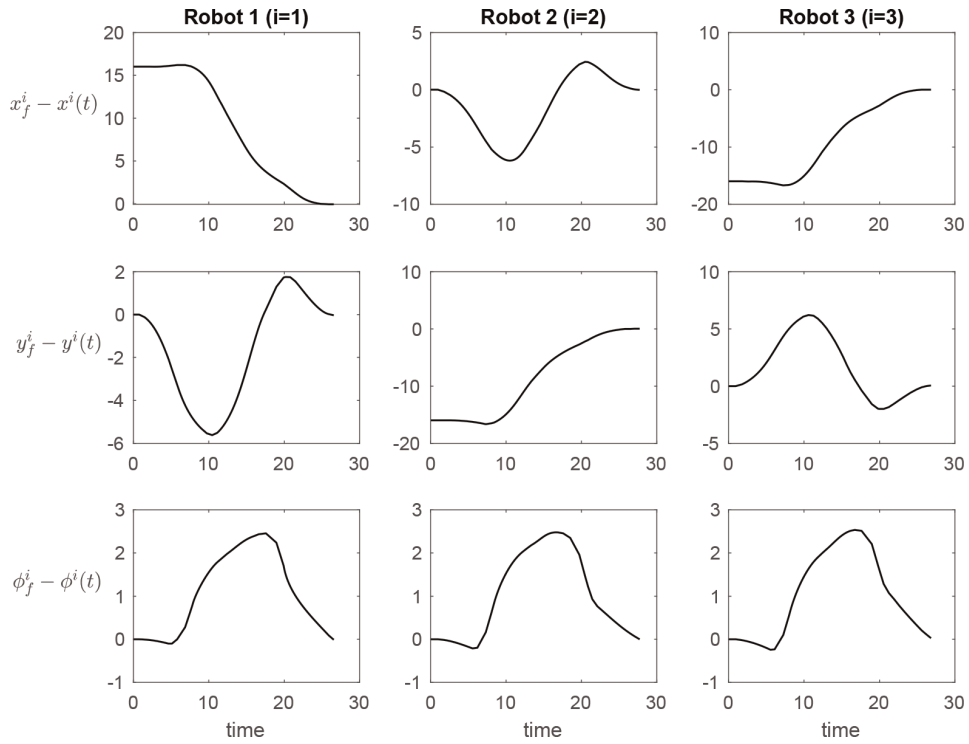 Robot 1 (i=1) Robot 2 (i=2) Robot 3 (i=3)
20 5 10
15 0 0
10
5 -5 -10
0 -10 -20
0 10 20 30 0 10 20 30 0 10 20 30
$x_f^i - x^i(t)$
2 10 10
0 0 5
-2
-4 -10 0
-6 -20 -5
0 10 20 30 0 10 20 30 0 10 20 30
$y_f^i - y^i(t)$
3 3 3
2 2 2
1 1 1
0 0 0
-1 -1 -1
0 10 20 30 0 10 20 30 0 10 20 30
$\phi_f^i - \phi^i(t)$
time time time